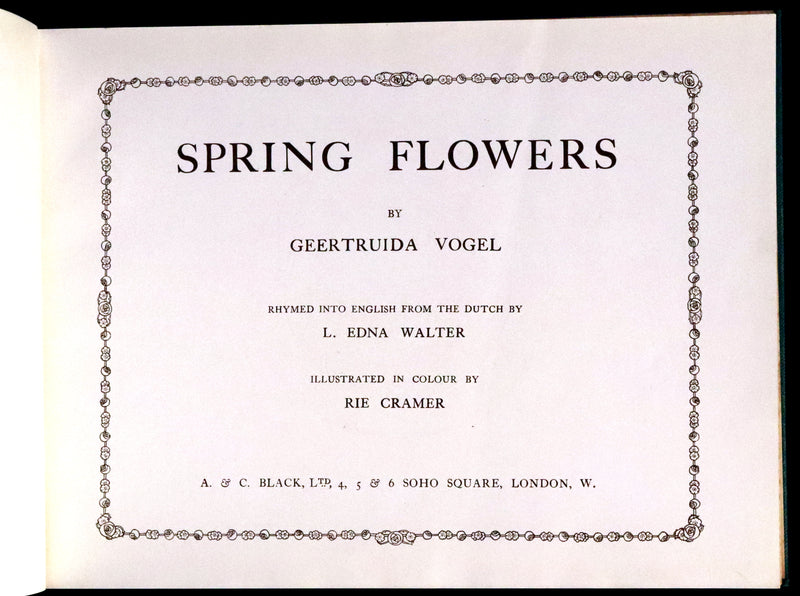 SPRING FLOWERS
BY
GEERTRUIDA VOGEL
RHYMED INTO ENGLISH FROM THE DUTCH BY
L. EDNA WALTER
ILLUSTRATED IN COLOUR BY
RIE CRAMER
A. & C. BLACK, LTD, 4, 5 & 6 SOHO SQUARE, LONDON, W.